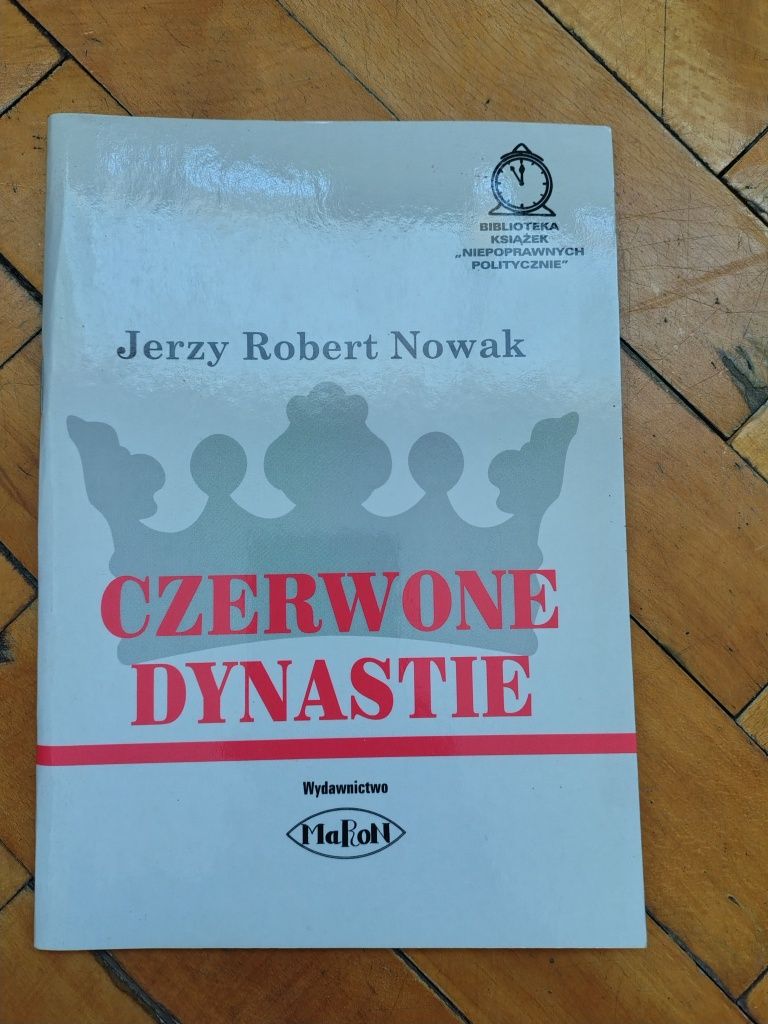 BIBLIOTEKA
KSIĄŻEK
„NIEPOPRAWNYCH
POLITYCZNIE”
Jerzy Robert Nowak
CZERWONE
DYNASTIE
Wydawnictwo
MaRoN